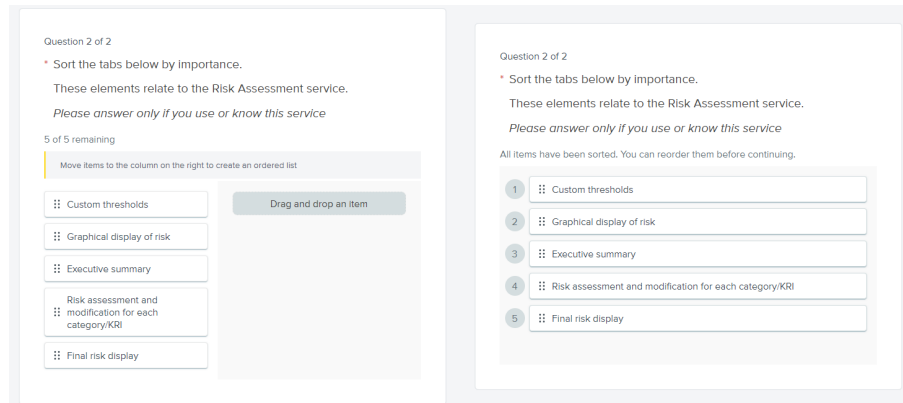 Question 2 of 2
* Sort the tabs below by importance.
These elements relate to the Risk Assessment service.
Please answer only if you use or know this service
5 of 5 remaining
Move items to the column on the right to create an ordered list
Custom thresholds
Graphical display of risk
Executive summary
Risk assessment and
modification for each
category/KRI
Final risk display
Drag and drop an item
Question 2 of 2
* Sort the tabs below by importance.
These elements relate to the Risk Assessment service.
Please answer only if you use or know this service
All items have been sorted. You can reorder them before continuing.
1 Custom thresholds
2 Graphical display of risk
3 Executive summary
4 Risk assessment and modification for each category/KRI
5 Final risk display